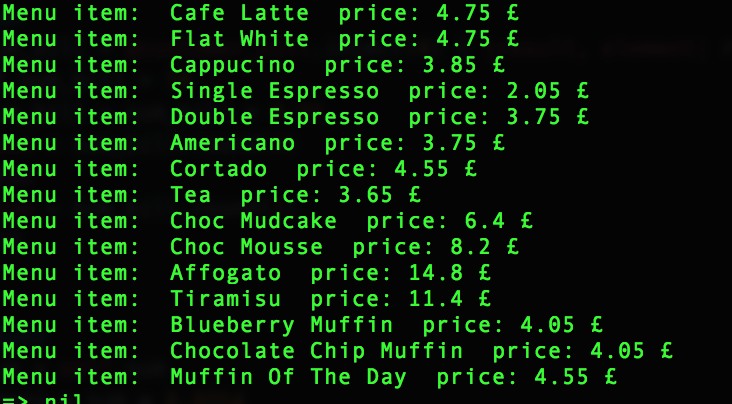 Menu item:  Cafe Latte  price: 4.75 £
Menu item:  Flat White  price: 4.75 £
Menu item:  Cappucino  price: 3.85 £
Menu item:  Single Espresso  price: 2.05 £
Menu item:  Double Espresso  price: 3.75 £
Menu item:  Americano  price: 3.75 £
Menu item:  Cortado  price: 4.55 £
Menu item:  Tea  price: 3.65 £
Menu item:  Choc Mudcake  price: 6.4 £
Menu item:  Choc Mousse  price: 8.2 £
Menu item:  Affogato  price: 14.8 £
Menu item:  Tiramisu  price: 11.4 £
Menu item:  Blueberry Muffin  price: 4.05 £
Menu item:  Chocolate Chip Muffin  price: 4.05 £
Menu item:  Muffin Of The Day  price: 4.55 £
=> nil